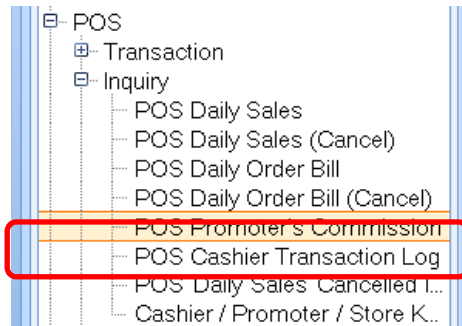 POS
Transaction
Inquiry
POS Daily Sales
POS Daily Sales (Cancel)
POS Daily Order Bill
POS Daily Order Bill (Cancel)
POS Promoter's Commission
POS Cashier Transaction Log
POS Daily Sales Cancelled I...
Cashier / Promoter / Store K...